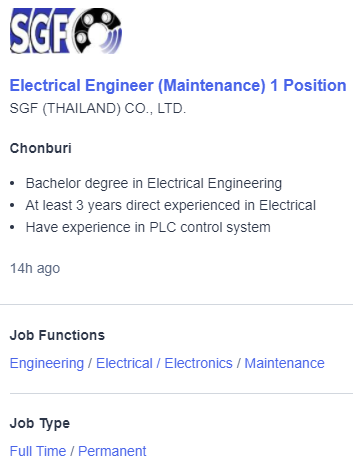 SGF
Electrical Engineer (Maintenance) 1 Position
SGF (THAILAND) CO., LTD.
Chonburi
• Bachelor degree in Electrical Engineering
• At least 3 years direct experienced in Electrical
• Have experience in PLC control system
14h ago
Job Functions
Engineering / Electrical / Electronics / Maintenance
Job Type
Full Time / Permanent